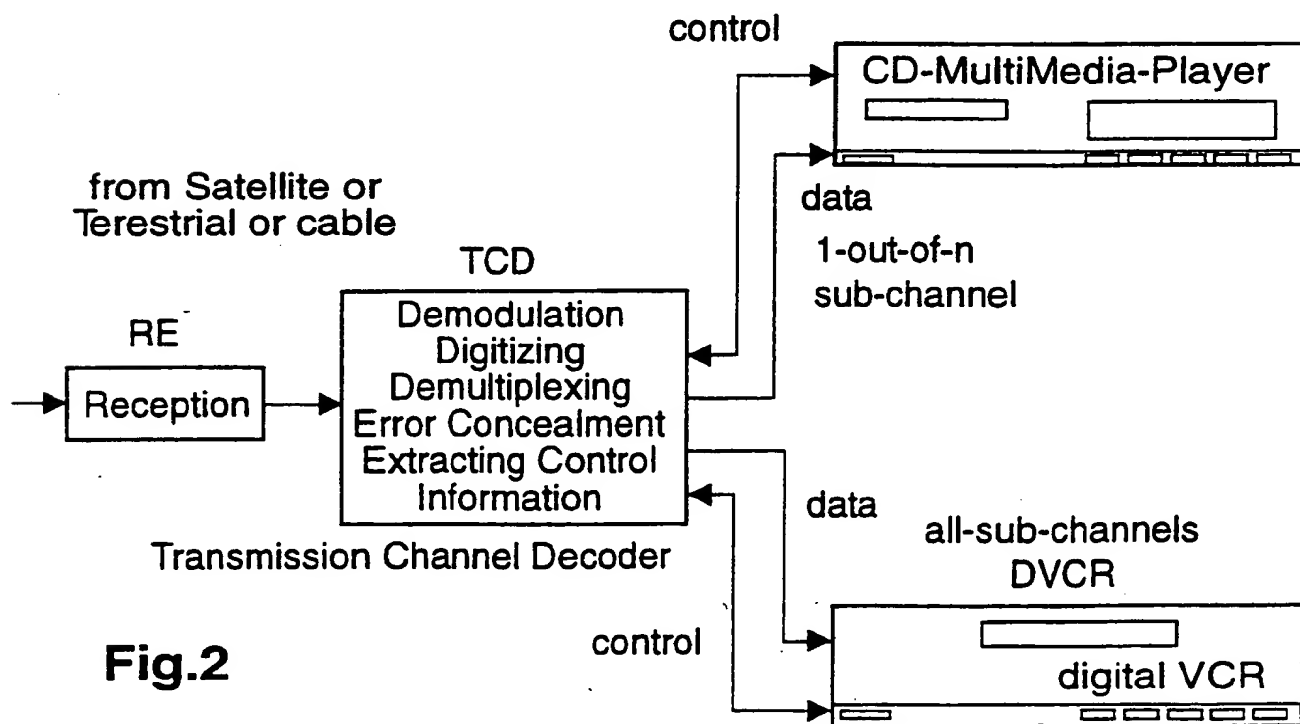 control
CD-MultiMedia-Player
from Satellite or
Terestrial or cable
data
1-out-of-n
sub-channel
TCD
Demodulation
Digitizing
Demultiplexing
Error Concealment
Extracting Control
Information
RE
Reception
Transmission Channel Decoder
data
all-sub-channels
DVCR
control
digital VCR
Fig.2